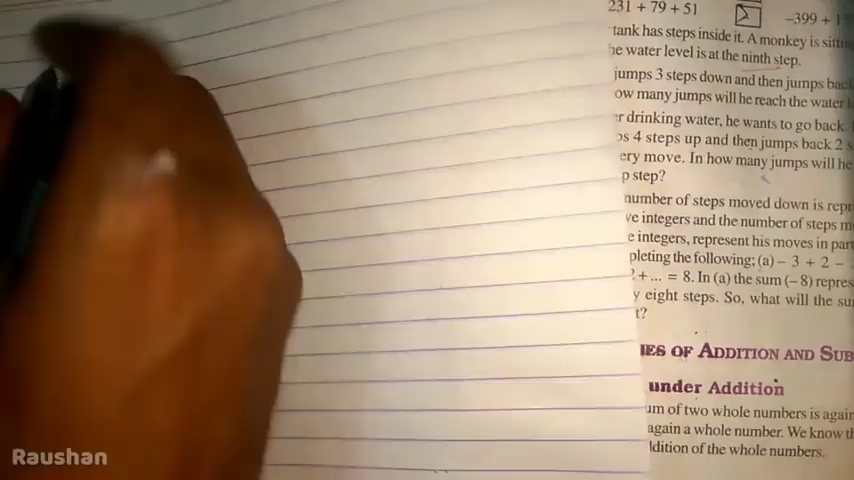 231 + 79 + 51
-399 + 1
tank has steps inside it. A monkey is sittin
he water level is at the ninth step.
jumps 3 steps down and then jumps back
ow many jumps will he reach the water
r drinking water, he wants to go back.
ps 4 steps up and then jumps back 2 s
ery move. In how many jumps will he
p step?
number of steps moved down is repr
ve integers and the number of steps m
e integers, represent his moves in part
pleting the following; (a) – 3 + 2 –
2 + ... = 8. In (a) the sum (– 8) repres
y eight steps. So, what will the su
t?
IES OF ADDITION AND SUB
under Addition
um of two whole numbers is again
again a whole number. We know th
ddition of the whole numbers.
Raushan